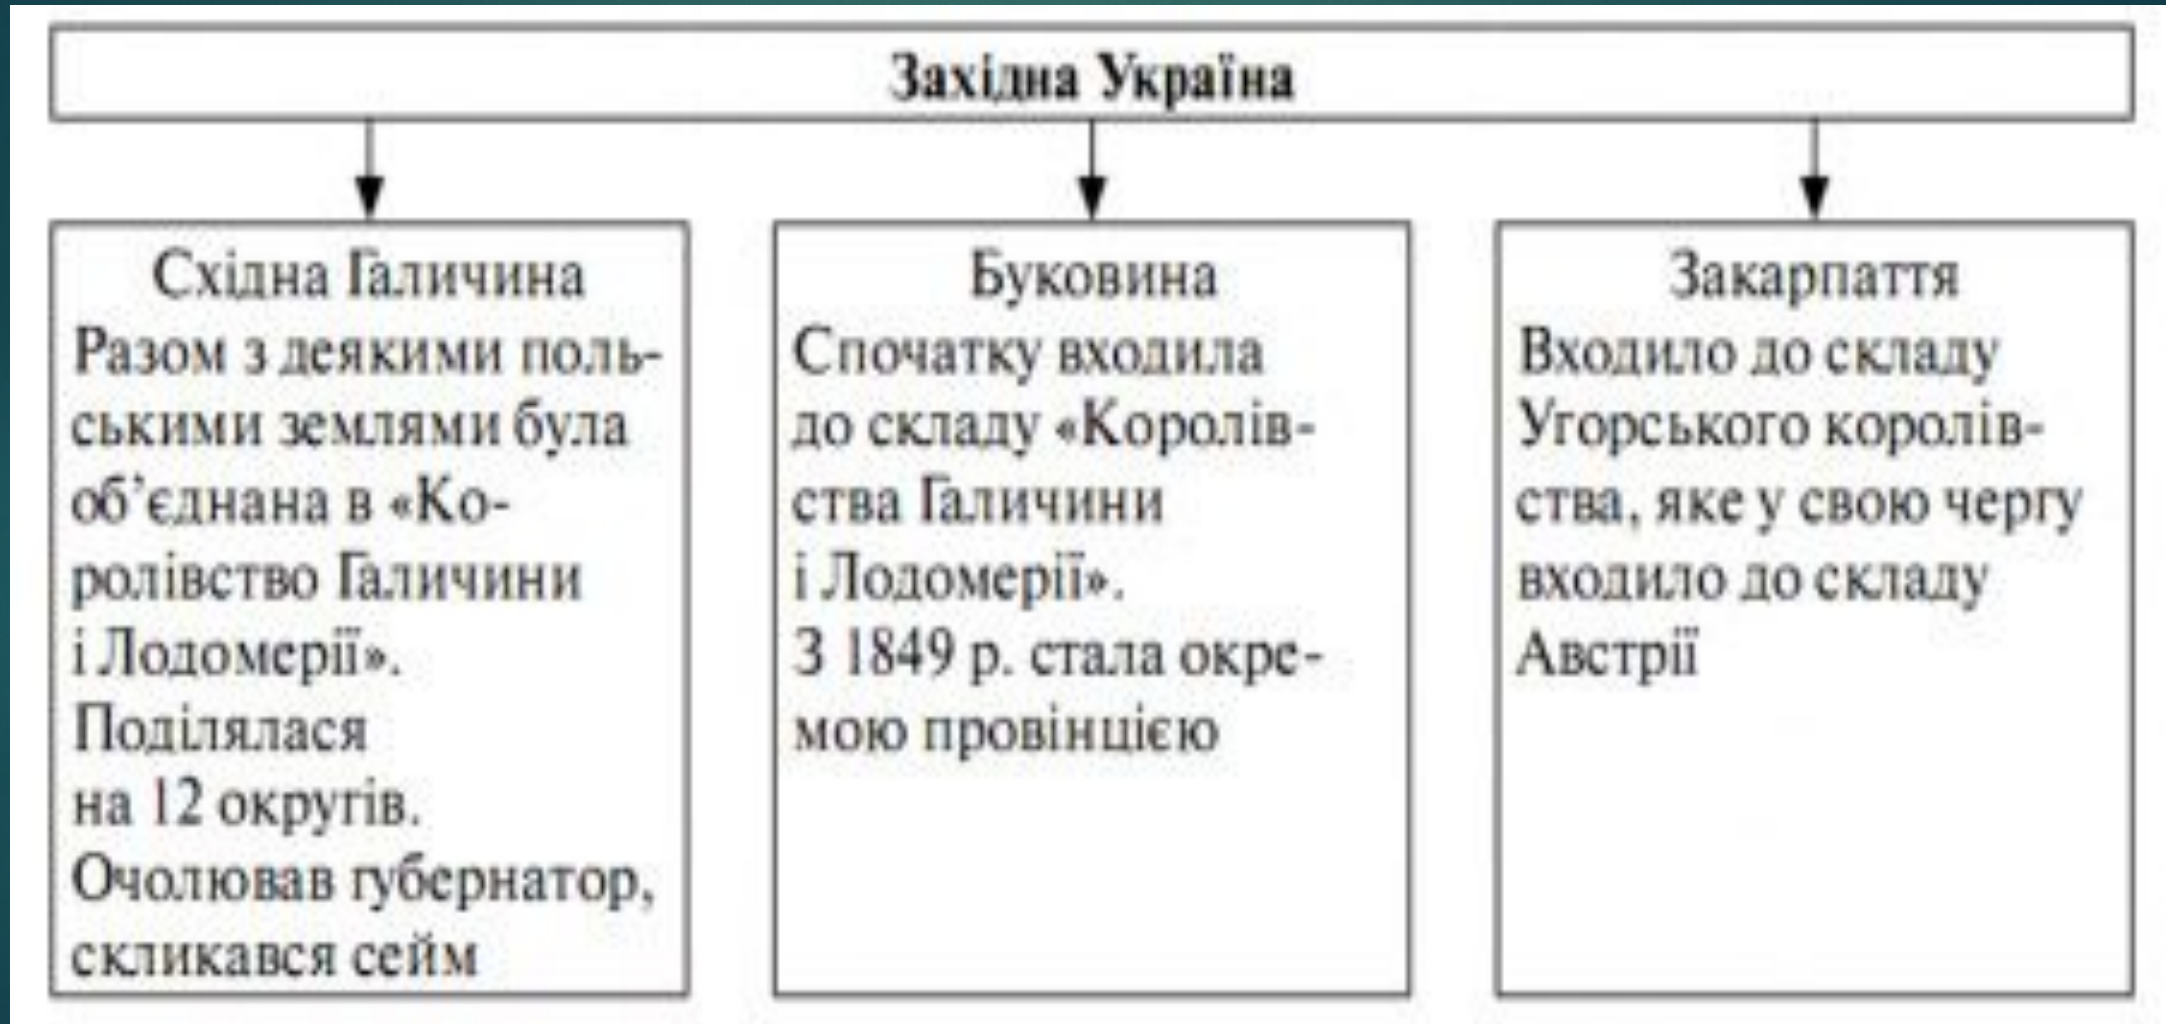 Західна Україна
Східна Галичина
Разом з деякими поль-
ськими землями була
об’єднана в «Ко-
ролівство Галичини
і Лодомерії».
Поділялася
на 12 округів.
Очолював губернатор,
скликався сейм
Буковина
Спочатку входила
до складу «Королів-
ства Галичини
і Лодомерії».
З 1849 р. стала окре-
мою провінцією
Закарпаття
Входило до складу
Угорського королів-
ства, яке у свою чергу
входило до складу
Австрії